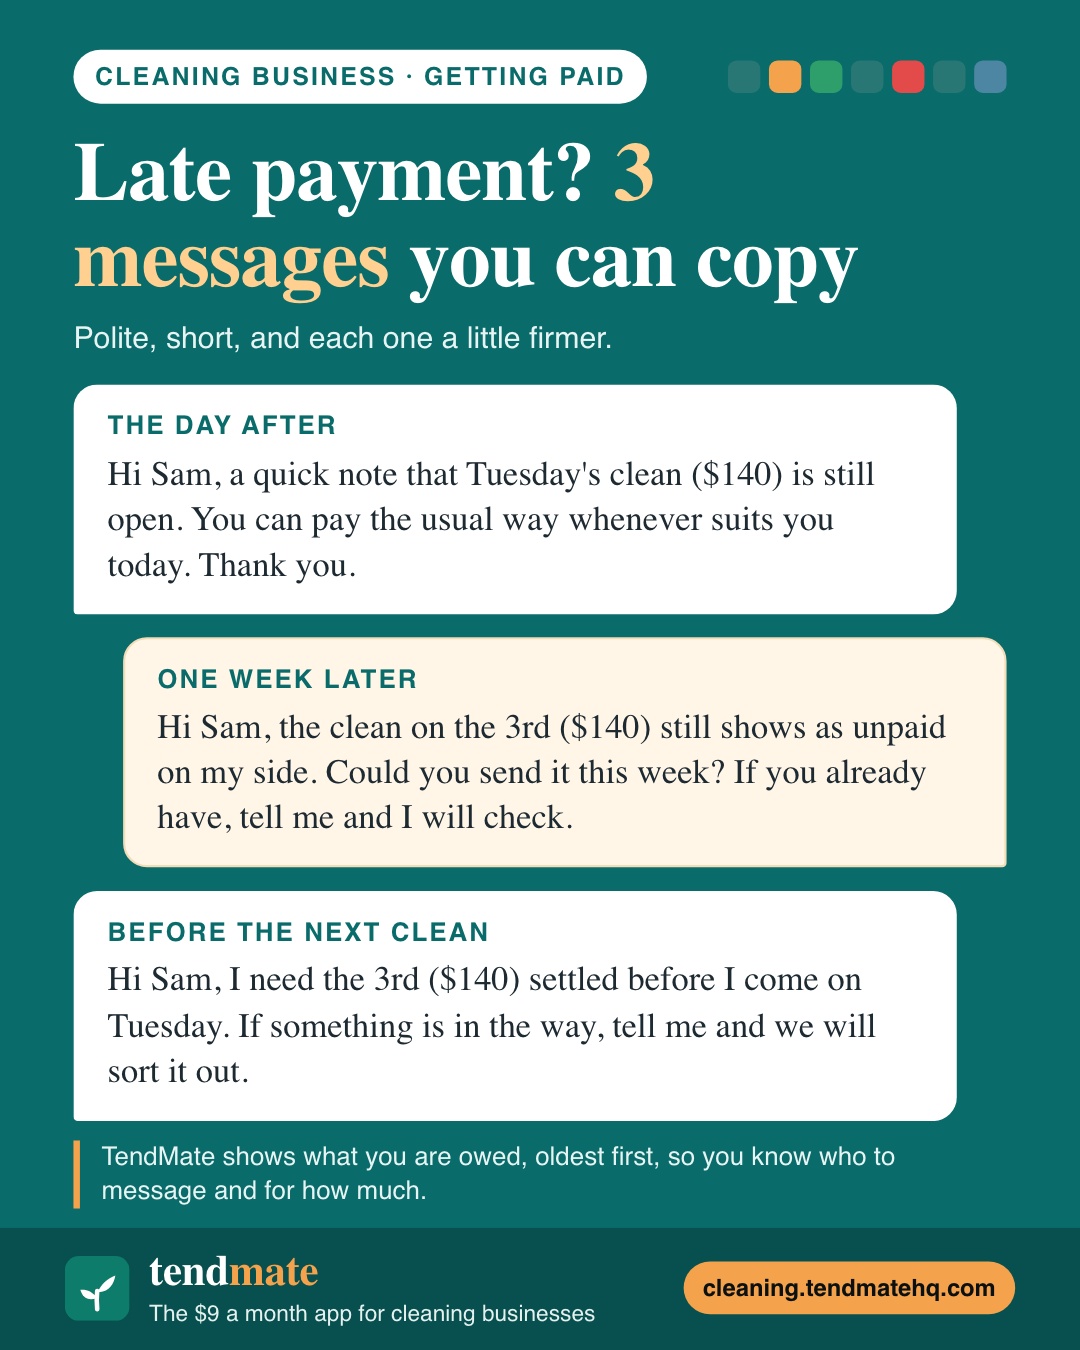 CLEANING BUSINESS · GETTING PAID
Late payment? 3
messages you can copy
Polite, short, and each one a little firmer.
THE DAY AFTER
Hi Sam, a quick note that Tuesday's clean ($140) is still
open. You can pay the usual way whenever suits you
today. Thank you.
ONE WEEK LATER
Hi Sam, the clean on the 3rd ($140) still shows as unpaid
on my side. Could you send it this week? If you already
have, tell me and I will check.
BEFORE THE NEXT CLEAN
Hi Sam, I need the 3rd ($140) settled before I come on
Tuesday. If something is in the way, tell me and we will
sort it out.
TendMate shows what you are owed, oldest first, so you know who to
message and for how much.
tendmate
The $9 a month app for cleaning businesses
cleaning.tendmatehq.com